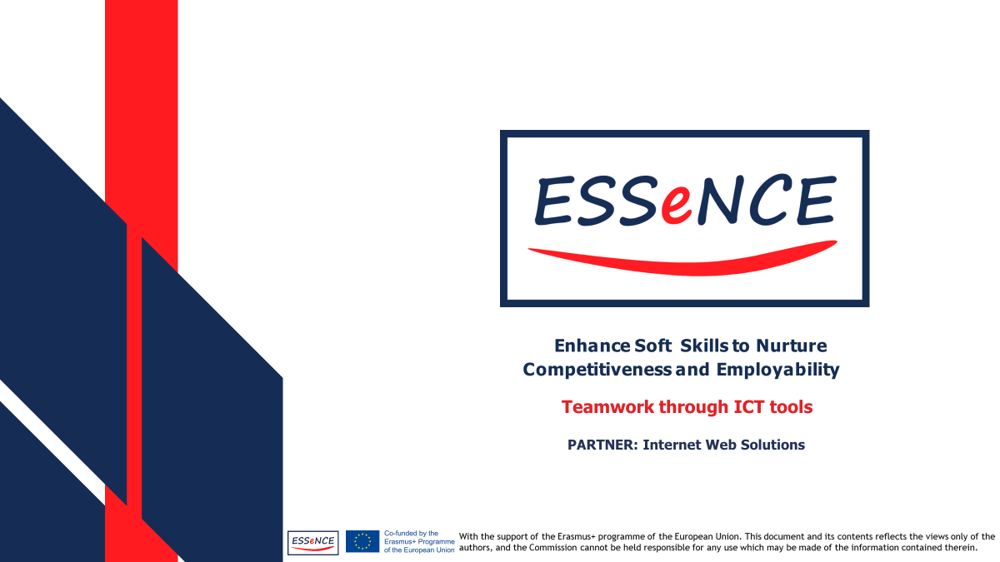 ESSeNCE
Enhance Soft Skills to Nurture
Competitiveness and Employability
Teamwork through ICT tools
PARTNER: Internet Web Solutions
ESSeNCE
Co-funded by the
Erasmus+ Programme
of the European Union
With the support of the Erasmus+ programme of the European Union. This document and its contents reflects the views only of the
authors, and the Commission cannot be held responsible for any use which may be made of the information contained therein.